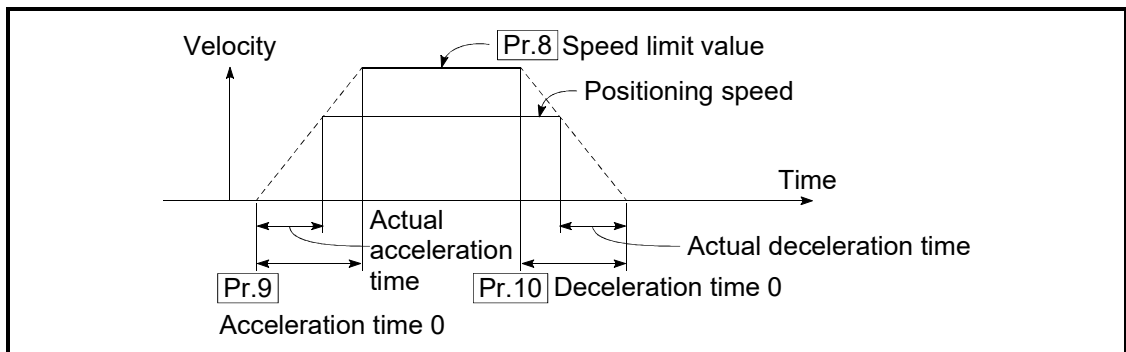 Velocity
Pr.8 Speed limit value
Positioning speed
Time
Actual
acceleration
time
Actual deceleration time
Pr.9
Acceleration time 0
Pr.10 Deceleration time 0